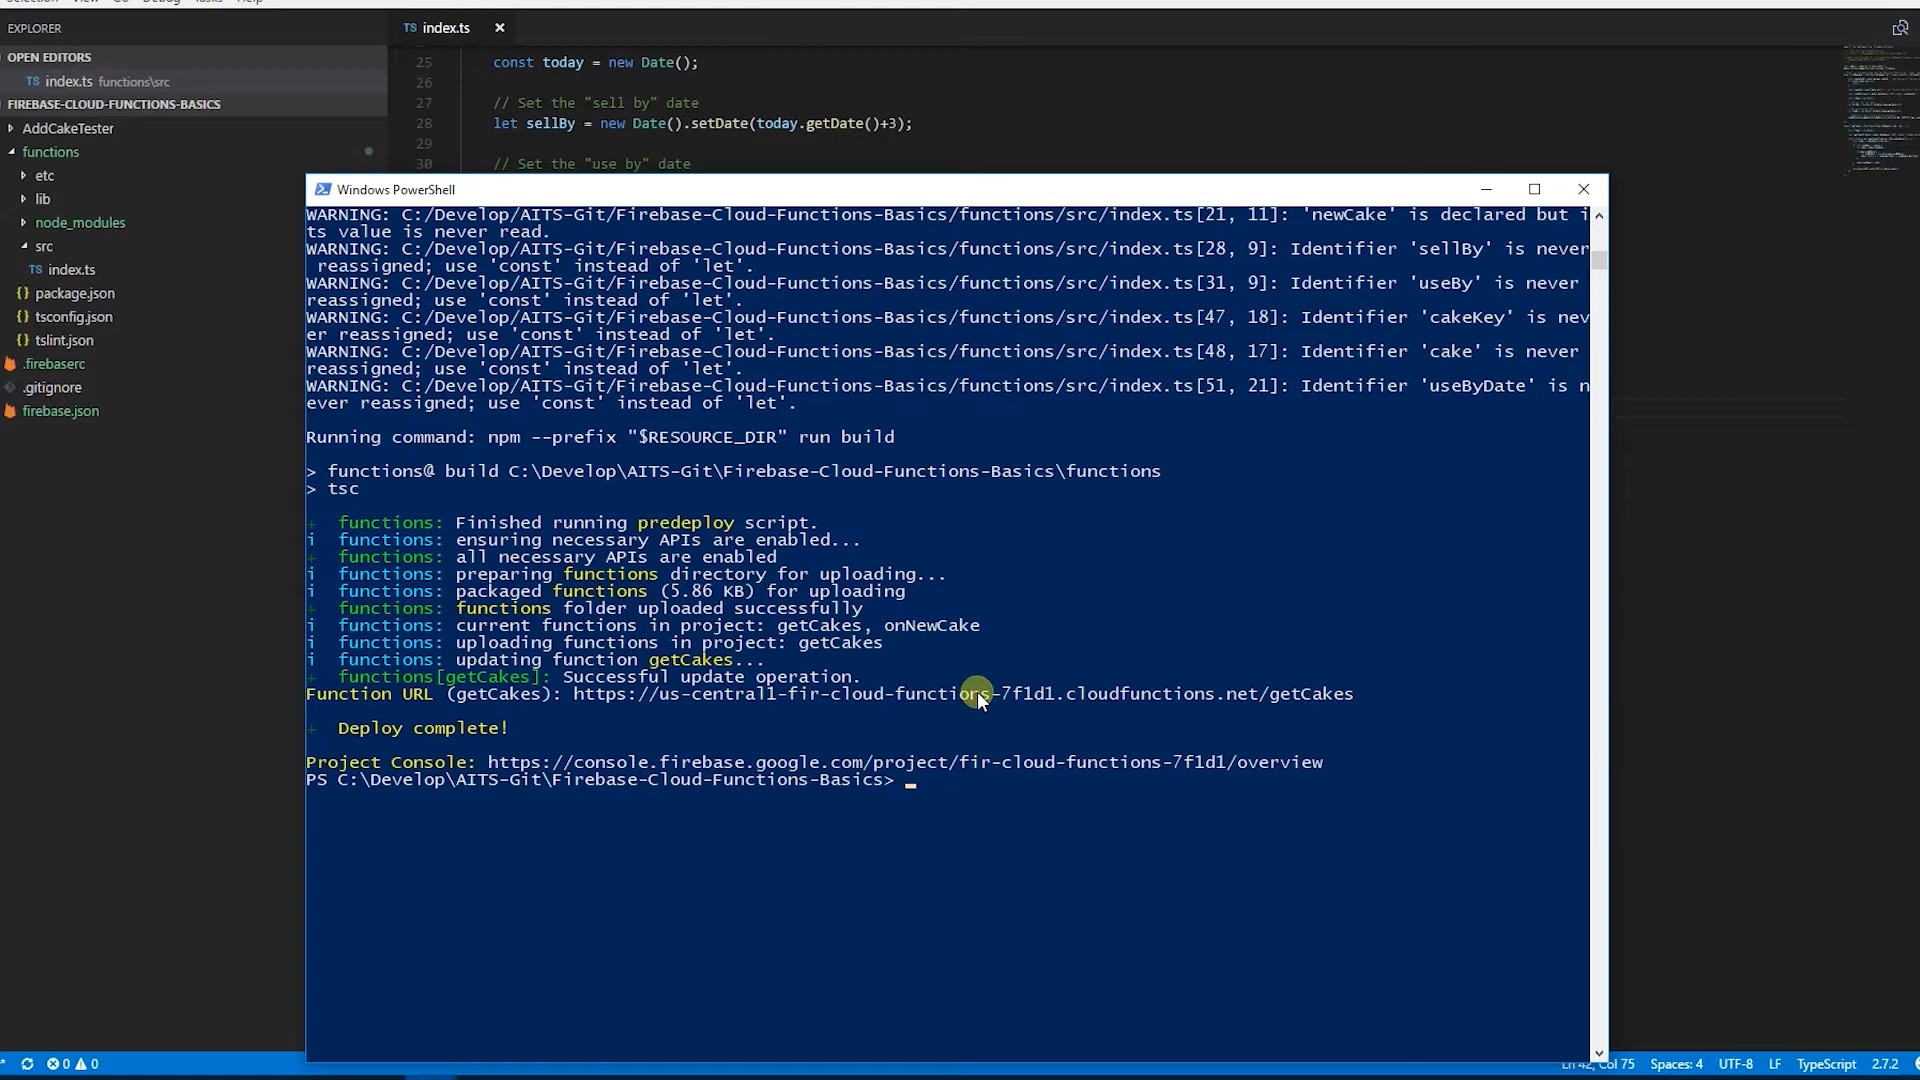 Selection View Go Debug Tasks Help
EXPLORER
TS index.ts
OPEN EDITORS
TS index.ts functions\src
FIREBASE-CLOUD-FUNCTIONS-BASICS
AddCakeTester
functions
etc
lib
node_modules
src
TS index.ts
{} package.json
{} tsconfig.json
{} tslint.json
.firebaserc
.gitignore
firebase.json
25 const today = new Date();
26
27 // Set the "sell by" date
28 let sellBy = new Date().setDate(today.getDate()+3);
29
30 // Set the "use by" date
Windows PowerShell
WARNING: C:/Develop/AITS-Git/Firebase-Cloud-Functions-Basics/functions/src/index.ts[21, 11]: 'newCake' is declared but i
ts value is never read.
WARNING: C:/Develop/AITS-Git/Firebase-Cloud-Functions-Basics/functions/src/index.ts[28, 9]: Identifier 'sellBy' is never
 reassigned; use 'const' instead of 'let'.
WARNING: C:/Develop/AITS-Git/Firebase-Cloud-Functions-Basics/functions/src/index.ts[31, 9]: Identifier 'useBy' is never
reassigned; use 'const' instead of 'let'.
WARNING: C:/Develop/AITS-Git/Firebase-Cloud-Functions-Basics/functions/src/index.ts[47, 18]: Identifier 'cakeKey' is nev
er reassigned; use 'const' instead of 'let'.
WARNING: C:/Develop/AITS-Git/Firebase-Cloud-Functions-Basics/functions/src/index.ts[48, 17]: Identifier 'cake' is never
reassigned; use 'const' instead of 'let'.
WARNING: C:/Develop/AITS-Git/Firebase-Cloud-Functions-Basics/functions/src/index.ts[51, 21]: Identifier 'useByDate' is n
ever reassigned; use 'const' instead of 'let'.
Running command: npm --prefix "$RESOURCE_DIR" run build
> functions@ build C:\Develop\AITS-Git\Firebase-Cloud-Functions-Basics\functions
> tsc
+ functions: Finished running predeploy script.
i functions: ensuring necessary APIs are enabled...
+ functions: all necessary APIs are enabled
i functions: preparing functions directory for uploading...
i functions: packaged functions (5.86 KB) for uploading
+ functions: functions folder uploaded successfully
i functions: current functions in project: getCakes, onNewCake
i functions: uploading functions in project: getCakes
i functions: updating function getCakes...
+ functions[getCakes]: Successful update operation.
Function URL (getCakes): https://us-central1-fir-cloud-functions-7f1d1.cloudfunctions.net/getCakes
+ Deploy complete!
Project Console: https://console.firebase.google.com/project/fir-cloud-functions-7f1d1/overview
PS C:\Develop\AITS-Git\Firebase-Cloud-Functions-Basics>
0 0 Ln 42, Col 75 Spaces: 4 UTF-8 LF TypeScript 2.7.2